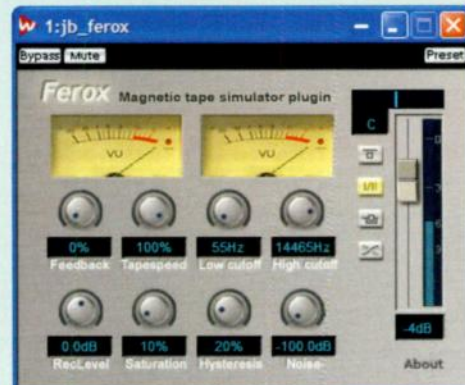 1:jb_ferox
Bypass Mute Preset
Ferox Magnetic tape simulator plugin
C
VU VU
I/II
0% 100% 55Hz 14465Hz
Feedback Tapespeed Low cutoff High cutoff
0.0dB 10% 20% -100.0dB -4dB
RecLevel Saturation Hysteresis Noise- About